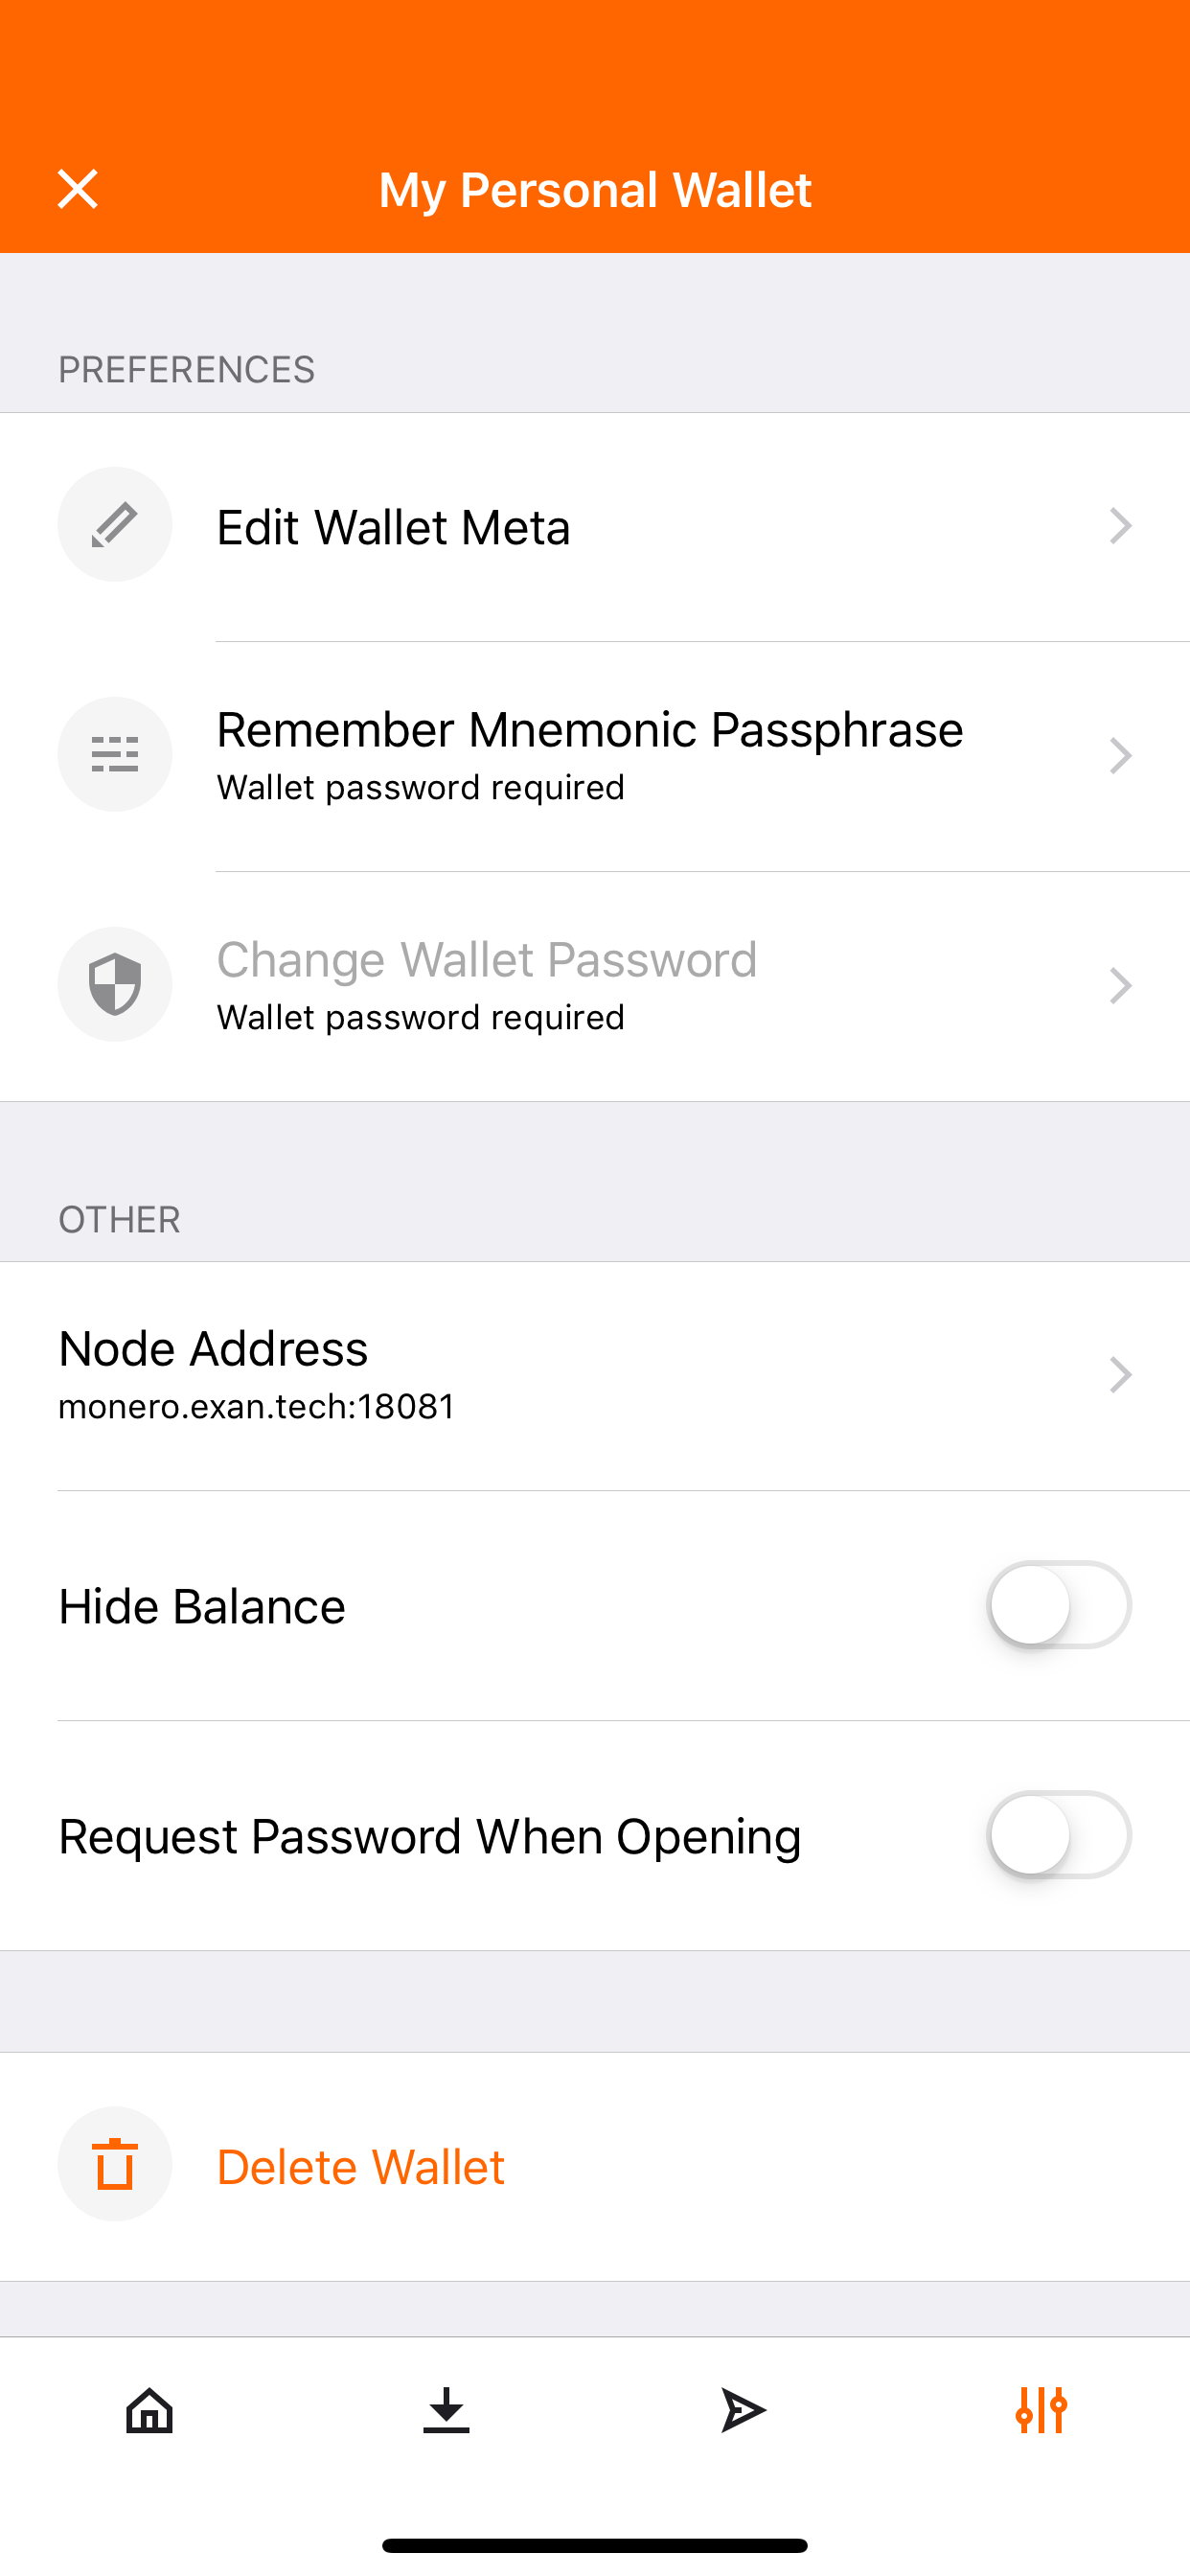 My Personal Wallet
PREFERENCES
Edit Wallet Meta
Remember Mnemonic Passphrase
Wallet password required
Change Wallet Password
Wallet password required
OTHER
Node Address
monero.exan.tech:18081
Hide Balance
Request Password When Opening
Delete Wallet